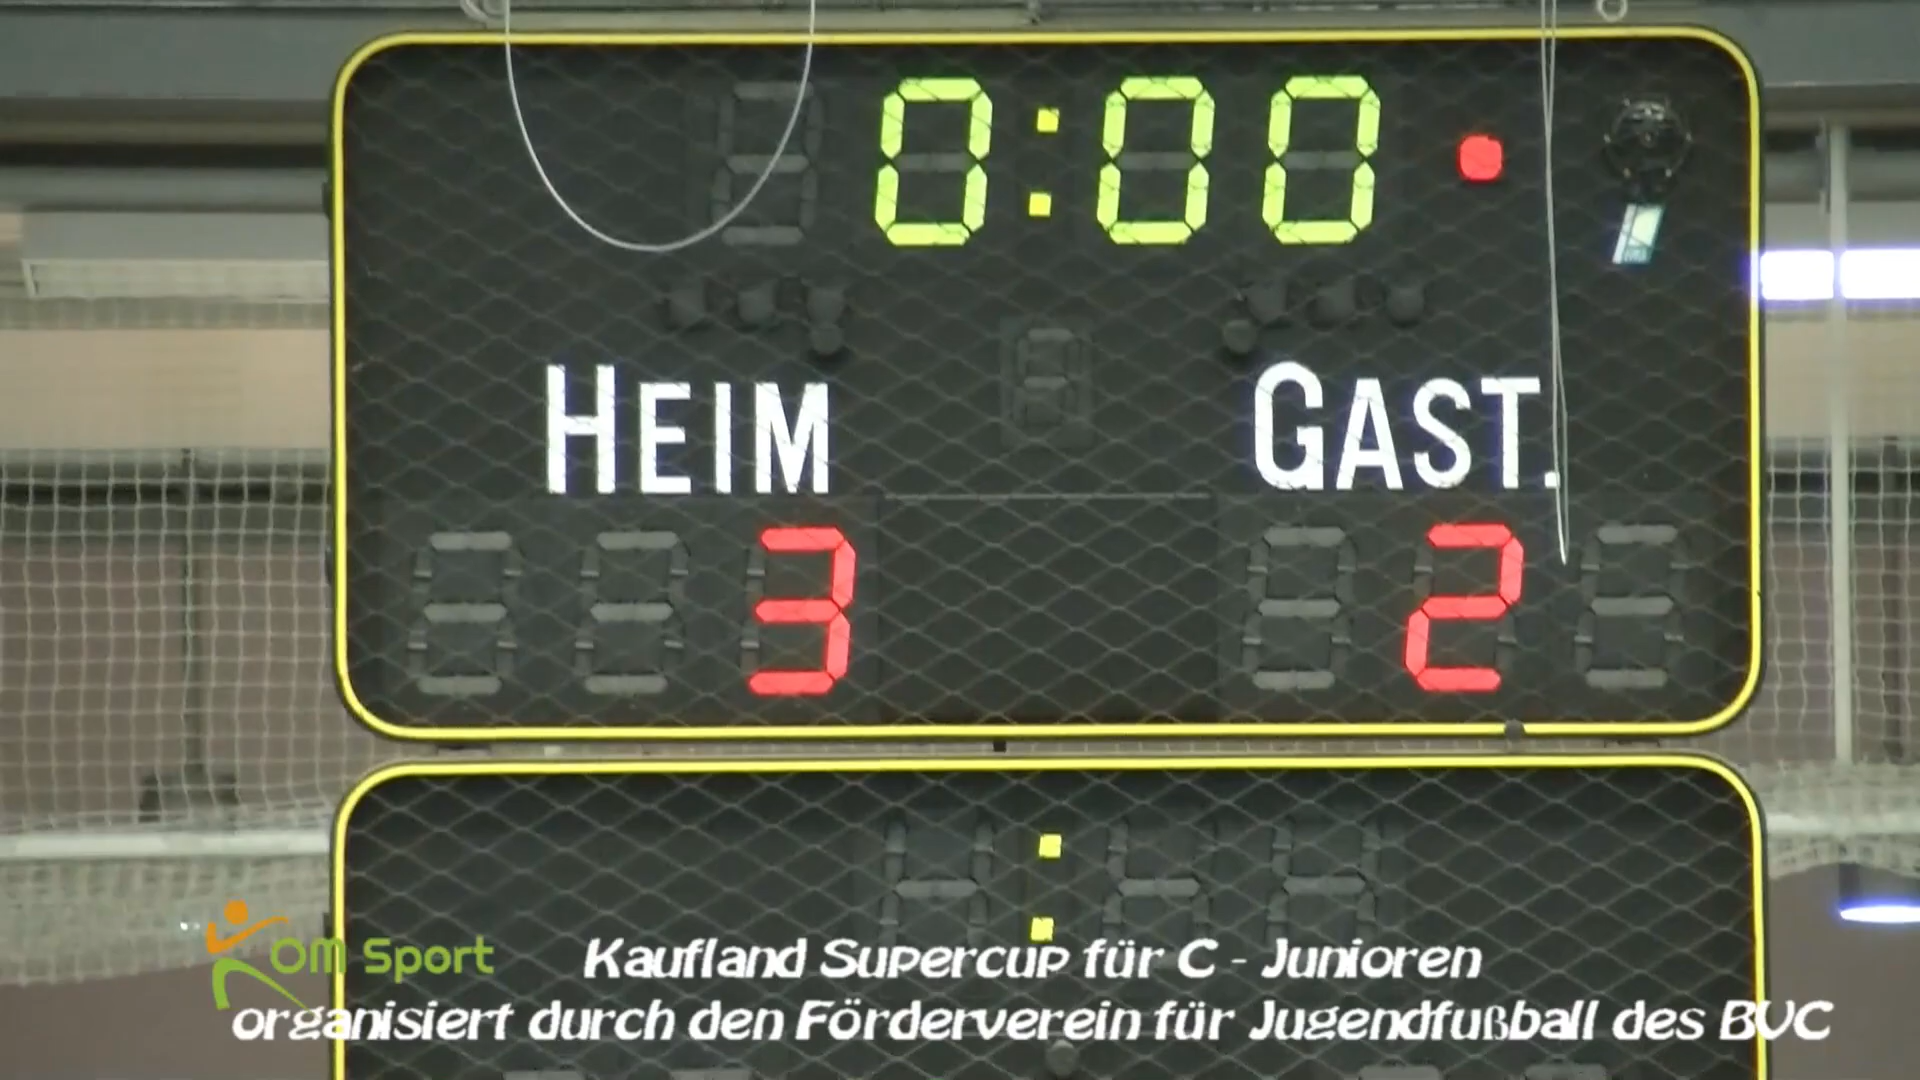 0:00
HEIM GAST.
3 2
:
KOM Sport
Kaufland Supercup für C - Junioren
organisiert durch den Förderverein für Jugendfußball des BVC